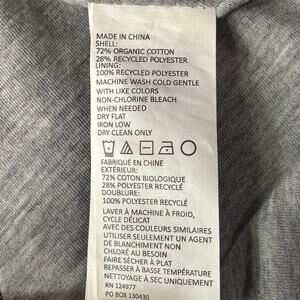 MADE IN CHINA
SHELL:
72% ORGANIC COTTON
28% RECYCLED POLYESTER
LINING:
100% RECYCLED POLYESTER
MACHINE WASH COLD GENTLE
WITH LIKE COLORS
NON-CHLORINE BLEACH
WHEN NEEDED
DRY FLAT
IRON LOW
DRY CLEAN ONLY
FABRIQUÉ EN CHINE
EXTÉRIEUR:
72% COTON BIOLOGIQUE
28% POLYESTER RECYCLÉ
DOUBLURE:
100% POLYESTER RECYCLÉ
LAVER À MACHINE À FROID,
CYCLE DÉLICAT
AVEC DES COULEURS SIMILAIRES
UTILISER SEULEMENT UN AGENT
DE BLANCHIMENT NON
CHLORÉ AU BESOIN
FAIRE SÉCHER À PLAT
REPASSER À BASSE TEMPÉRATURE
NETTOYAGE À SEC UNIQUEMENT
RN 124977
PO BOX 130430